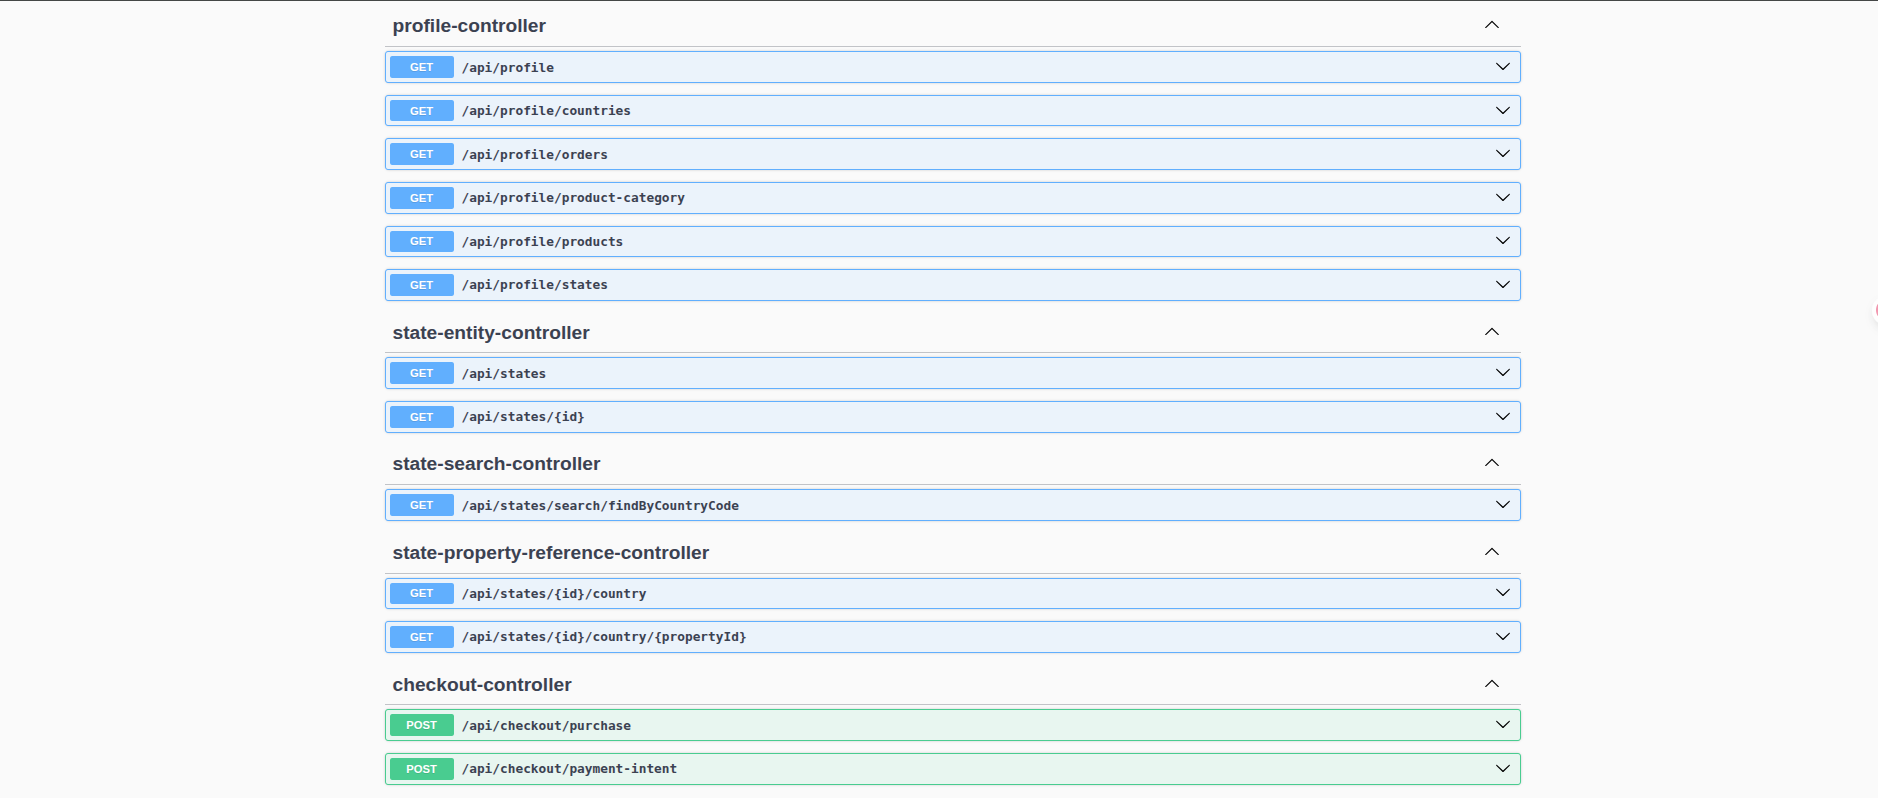 profile-controller
GET /api/profile
GET /api/profile/countries
GET /api/profile/orders
GET /api/profile/product-category
GET /api/profile/products
GET /api/profile/states
state-entity-controller
GET /api/states
GET /api/states/{id}
state-search-controller
GET /api/states/search/findByCountryCode
state-property-reference-controller
GET /api/states/{id}/country
GET /api/states/{id}/country/{propertyId}
checkout-controller
POST /api/checkout/purchase
POST /api/checkout/payment-intent